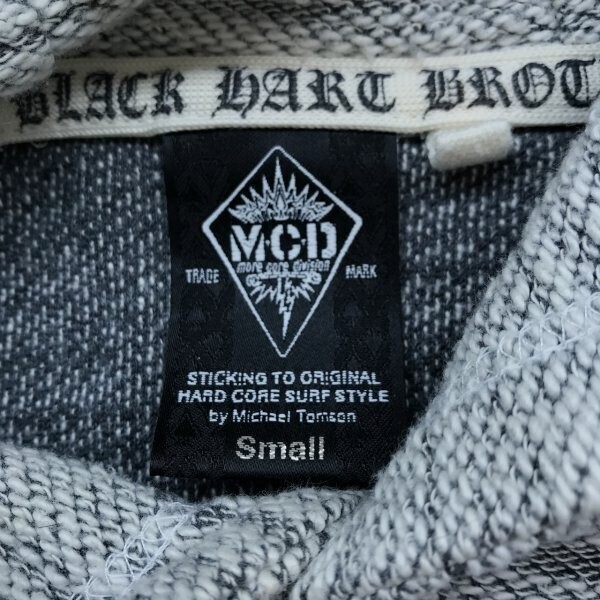 BLACK HART BROT
M·C·D
more core division
TRADE MARK
STICKING TO ORIGINAL
HARD CORE SURF STYLE
by Michael Tomson
Small